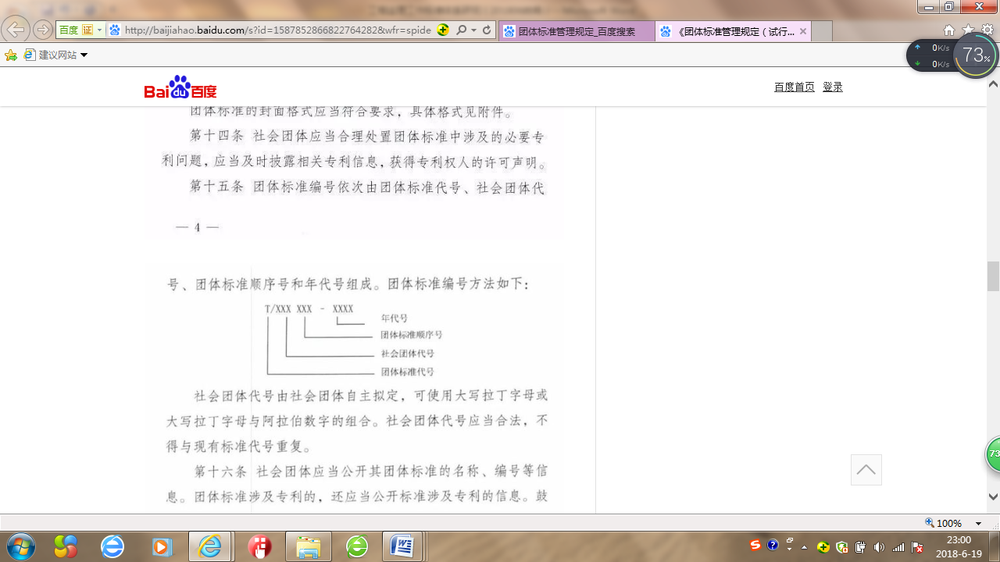 百度 证 http://baijiahao.baidu.com/s?id=1587852866822764282&wfr=spide 团体标准管理规定_百度搜索 《团体标准管理规定（试行...
建议网站
0K/s
0K/s
73%
Bai du 百度 百度首页 登录
团体标准的封面格式应当符合要求，具体格式见附件。
第十四条 社会团体应当合理处置团体标准中涉及的必要专
利问题，应当及时披露相关专利信息，获得专利权人的许可声明。
第十五条 团体标准编号依次由团体标准代号、社会团体代
— 4 —
号、团体标准顺序号和年代号组成。团体标准编号方法如下：
T/XXX XXX - XXXX
年代号
团体标准顺序号
社会团体代号
团体标准代号
社会团体代号由社会团体自主拟定，可使用大写拉丁字母或
大写拉丁字母与阿拉伯数字的组合。社会团体代号应当合法，不
得与现有标准代号重复。
第十六条 社会团体应当公开其团体标准的名称、编号等信
息。团体标准涉及专利的，还应当公开标准涉及专利的信息。鼓
73
100%
23:00
2018-6-19